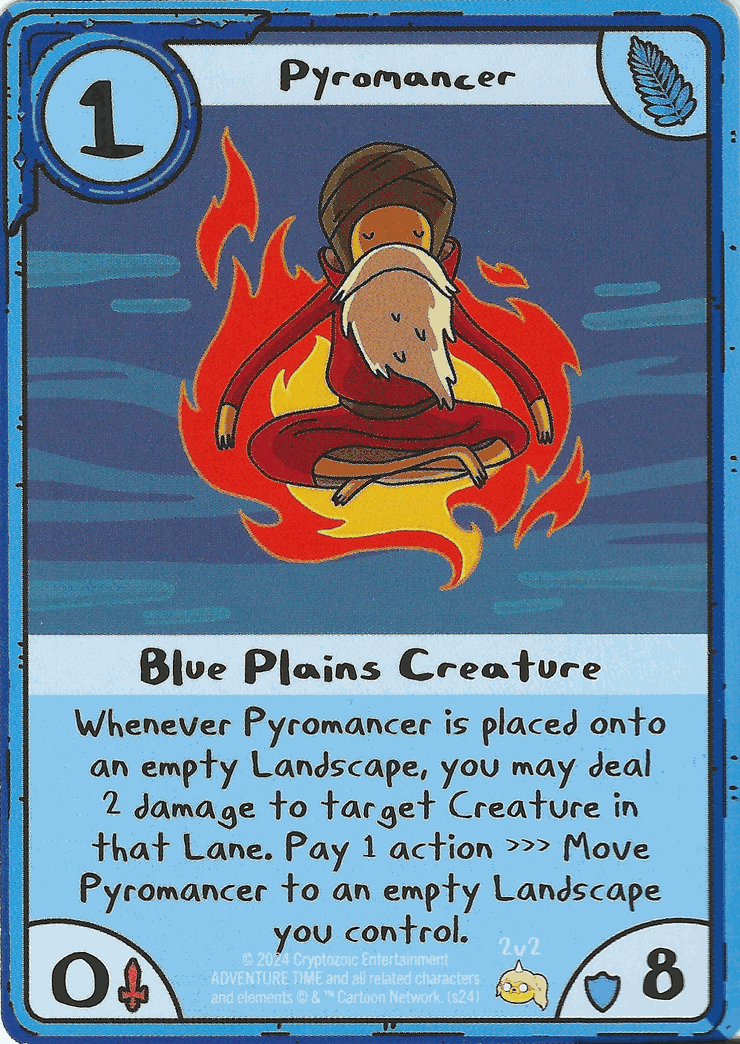 1
Pyromancer
Blue Plains Creature
Whenever Pyromancer is placed onto
an empty Landscape, you may deal
2 damage to target Creature in
that Lane. Pay 1 action >>> Move
Pyromancer to an empty Landscape
you control.
0
© 2024 Cryptozoic Entertainment
ADVENTURE TIME and all related characters
and elements © & ™ Cartoon Network. (s24)
2v2
8